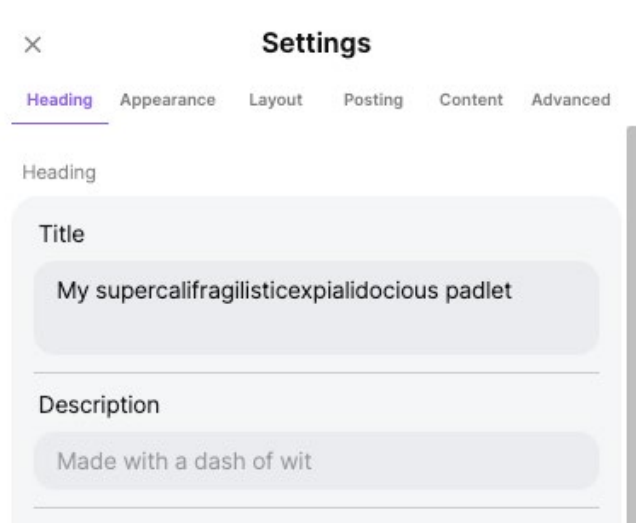 Settings
Heading Appearance Layout Posting Content Advanced
Heading
Title
My supercalifragilisticexpialidocious padlet
Description
Made with a dash of wit